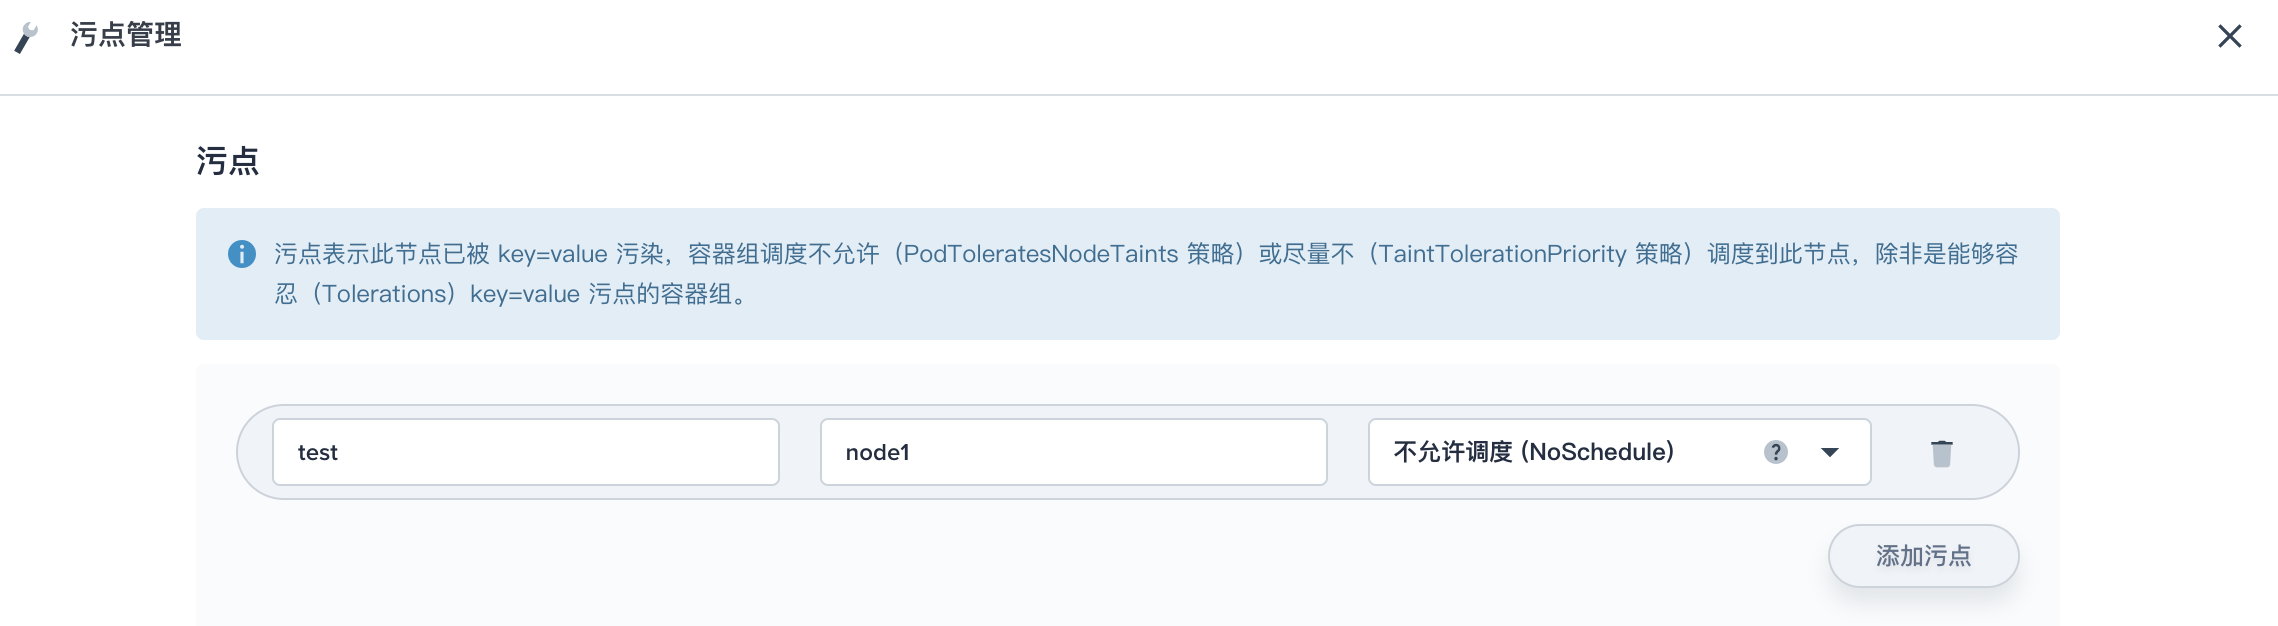 污点管理
污点
污点表示此节点已被 key=value 污染，容器组调度不允许（PodToleratesNodeTaints 策略）或尽量不（TaintTolerationPriority 策略）调度到此节点，除非是能够容
忍（Tolerations）key=value 污点的容器组。
test node1 不允许调度 (NoSchedule) ?
添加污点